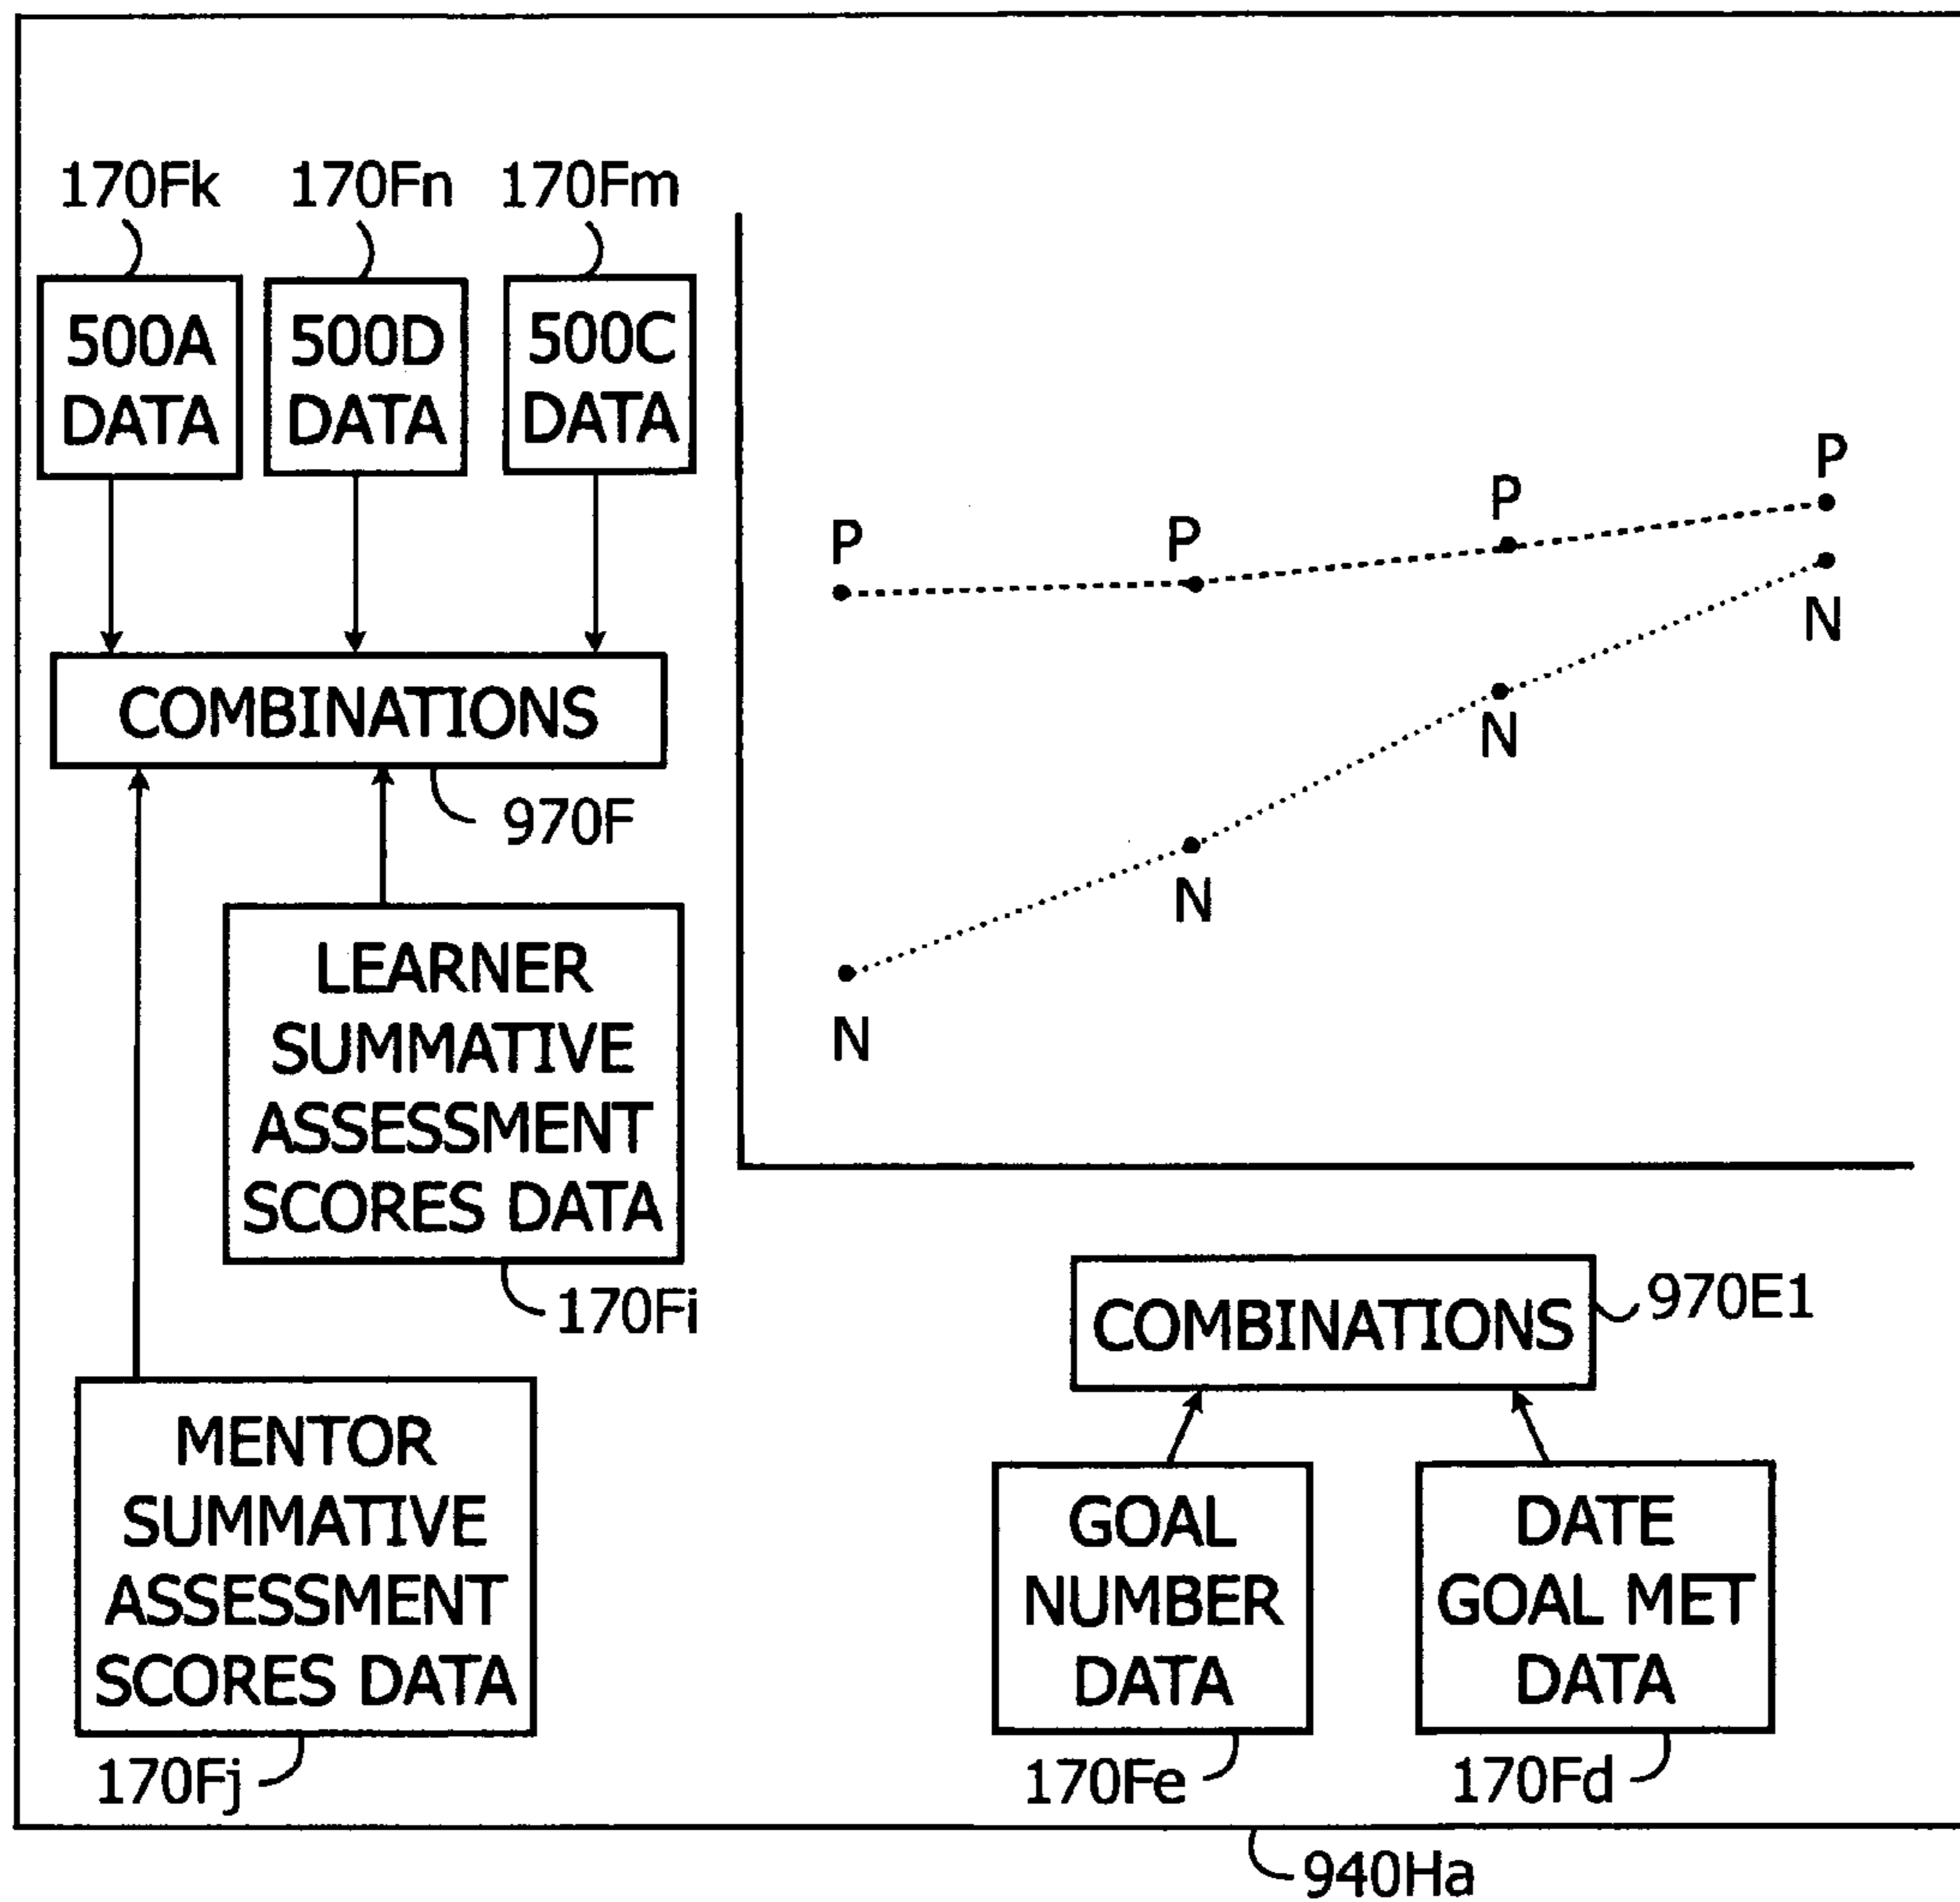 170Fk 170Fn 170Fm
500A
DATA
500D
DATA
500C
DATA
COMBINATIONS
970F
LEARNER
SUMMATIVE
ASSESSMENT
SCORES DATA
170Fi
MENTOR
SUMMATIVE
ASSESSMENT
SCORES DATA
170Fj
P
P
P
P
N
N
N
N
COMBINATIONS
970E1
GOAL
NUMBER
DATA
170Fe
DATE
GOAL MET
DATA
170Fd
940Ha